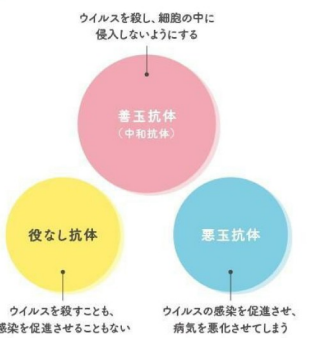 ウイルスを殺し、細胞の中に
侵入しないようにする
善玉抗体
（中和抗体）
役なし抗体
悪玉抗体
ウイルスを殺すことも、
感染を促進させることもない
ウイルスの感染を促進させ、
病気を悪化させてしまう